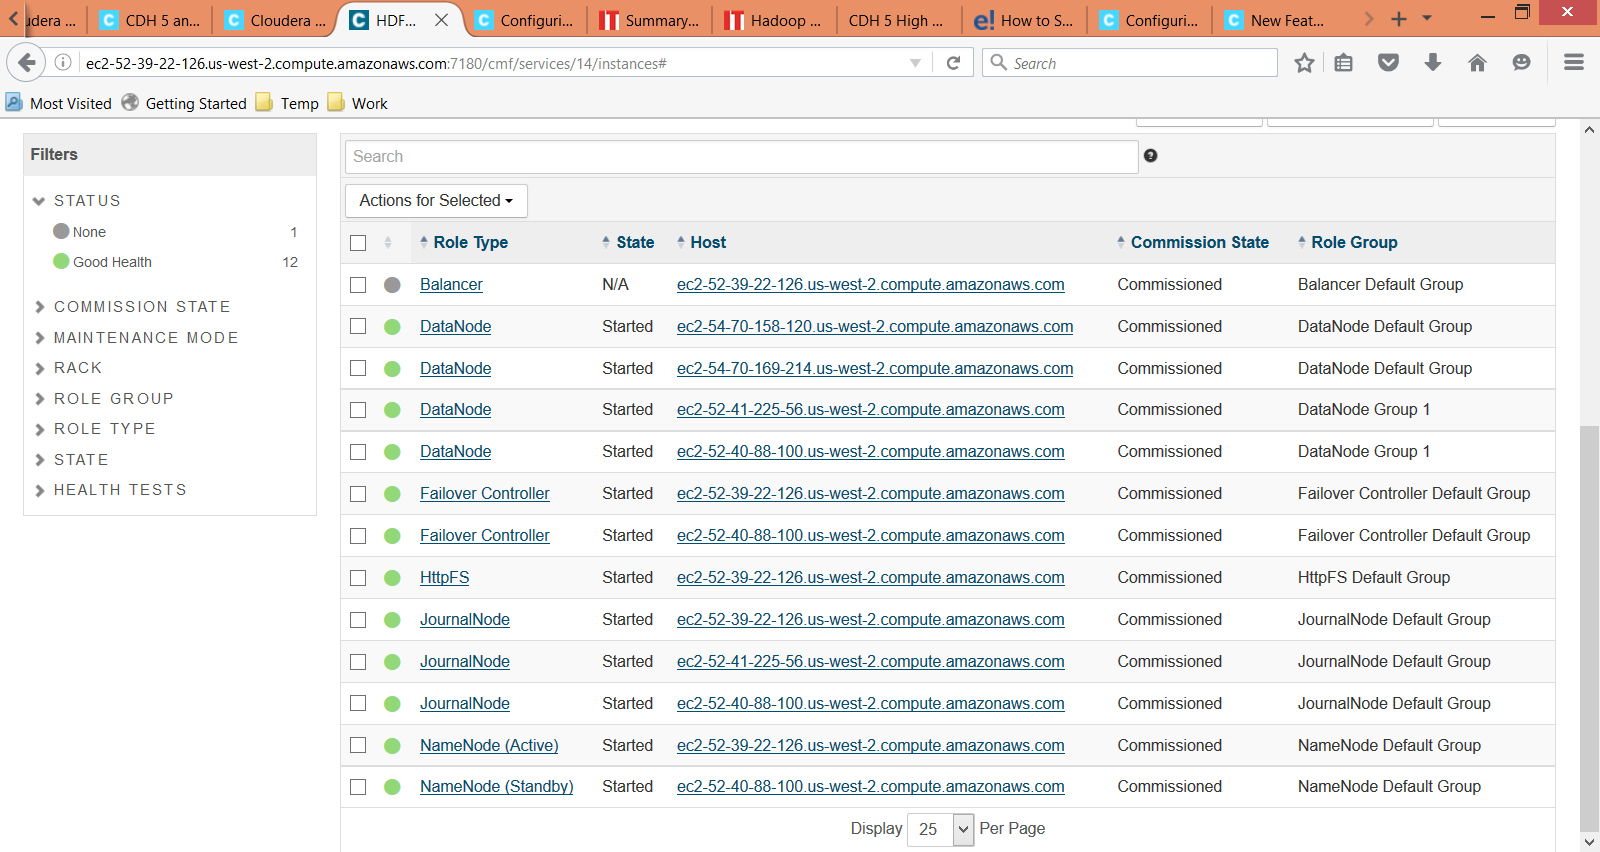 udera ... CDH 5 an... Cloudera ... HDF... Configuri... Summary... Hadoop ... CDH 5 High ... How to S... Configuri... New Feat...
ec2-52-39-22-126.us-west-2.compute.amazonaws.com:7180/cmf/services/14/instances# Search
Most Visited Getting Started Temp Work
Filters
STATUS
None 1
Good Health 12
COMMISSION STATE
MAINTENANCE MODE
RACK
ROLE GROUP
ROLE TYPE
STATE
HEALTH TESTS
Search ?
Actions for Selected
Role Type State Host Commission State Role Group
Balancer N/A ec2-52-39-22-126.us-west-2.compute.amazonaws.com Commissioned Balancer Default Group
DataNode Started ec2-54-70-158-120.us-west-2.compute.amazonaws.com Commissioned DataNode Default Group
DataNode Started ec2-54-70-169-214.us-west-2.compute.amazonaws.com Commissioned DataNode Default Group
DataNode Started ec2-52-41-225-56.us-west-2.compute.amazonaws.com Commissioned DataNode Group 1
DataNode Started ec2-52-40-88-100.us-west-2.compute.amazonaws.com Commissioned DataNode Group 1
Failover Controller Started ec2-52-39-22-126.us-west-2.compute.amazonaws.com Commissioned Failover Controller Default Group
Failover Controller Started ec2-52-40-88-100.us-west-2.compute.amazonaws.com Commissioned Failover Controller Default Group
HttpFS Started ec2-52-39-22-126.us-west-2.compute.amazonaws.com Commissioned HttpFS Default Group
JournalNode Started ec2-52-39-22-126.us-west-2.compute.amazonaws.com Commissioned JournalNode Default Group
JournalNode Started ec2-52-41-225-56.us-west-2.compute.amazonaws.com Commissioned JournalNode Default Group
JournalNode Started ec2-52-40-88-100.us-west-2.compute.amazonaws.com Commissioned JournalNode Default Group
NameNode (Active) Started ec2-52-39-22-126.us-west-2.compute.amazonaws.com Commissioned NameNode Default Group
NameNode (Standby) Started ec2-52-40-88-100.us-west-2.compute.amazonaws.com Commissioned NameNode Default Group
Display 25 Per Page